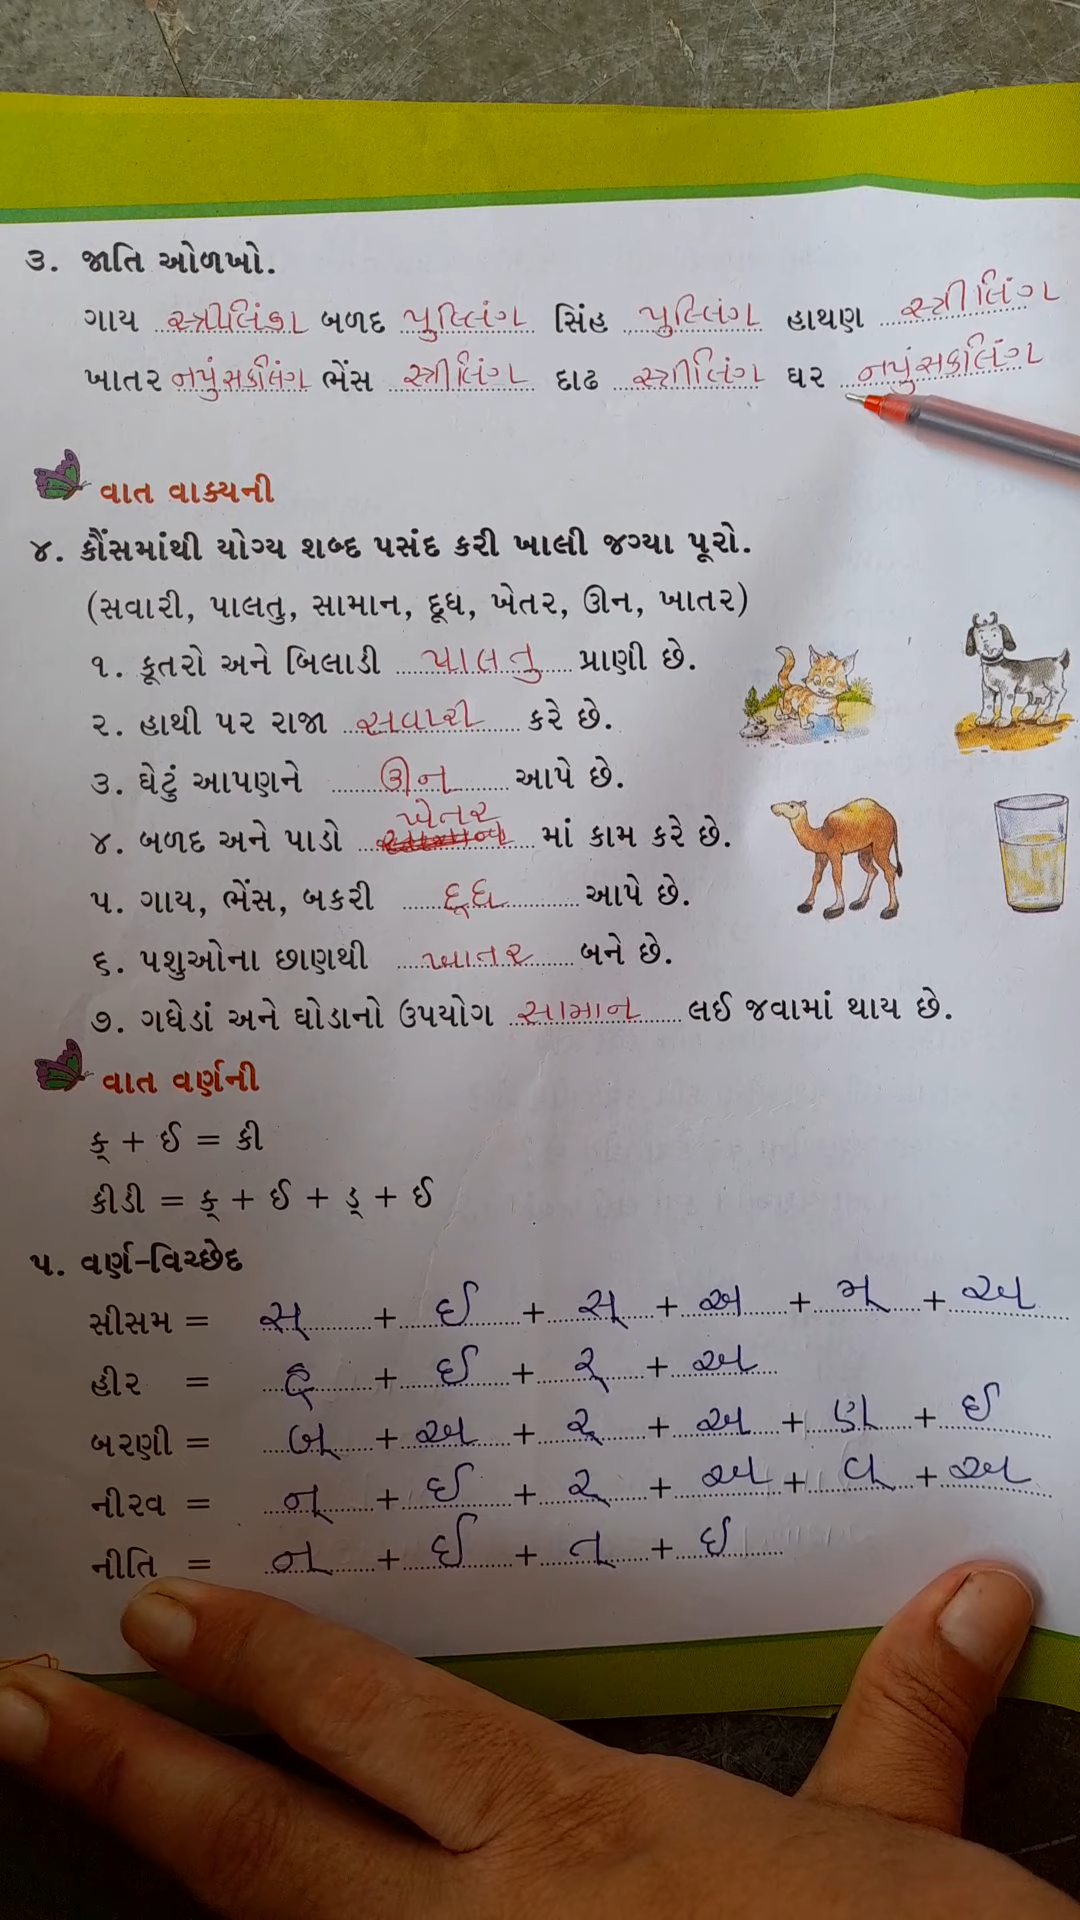 ૩. જાતિ ઓળખો.
ગાય સ્ત્રીલિંગ બળદ પુલ્લિંગ સિંહ પુલ્લિંગ હાથણ સ્ત્રીલિંગ
ખાતર નપુંસકલિંગ ભેંસ સ્ત્રીલિંગ દાઢ સ્ત્રીલિંગ ઘર નપુંસકલિંગ
વાત વાક્યની
૪. કૌંસમાંથી યોગ્ય શબ્દ પસંદ કરી ખાલી જગ્યા પૂરો.
(સવારી, પાલતુ, સામાન, દૂધ, ખેતર, ઊન, ખાતર)
૧. કૂતરો અને બિલાડી પાલતુ પ્રાણી છે.
૨. હાથી પર રાજા સવારી કરે છે.
૩. ઘેટું આપણને ઊન આપે છે.
૪. બળદ અને પાડો ખેતર માં કામ કરે છે.
૫. ગાય, ભેંસ, બકરી દૂધ આપે છે.
૬. પશુઓના છાણથી ખાતર બને છે.
૭. ગધેડાં અને ઘોડાનો ઉપયોગ સામાન લઈ જવામાં થાય છે.
વાત વર્ણની
ક્ + ઈ = કી
કીડી = ક્ + ઈ + ડ્ + ઈ
૫. વર્ણ-વિચ્છેદ
સીસમ = સ્ + ઈ + સ્ + અ + મ્ + અ
હીર = હ્ + ઈ + ર્ + અ
બરણી = બ્ + અ + ર્ + અ + ણ્ + ઈ
નીરવ = ન્ + ઈ + ર્ + અ + વ્ + અ
નીતિ = ન્ + ઈ + ત્ + ઇ